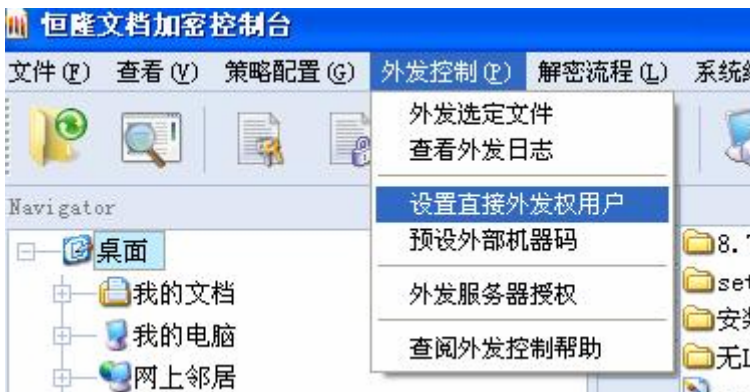 恒隆文档加密控制台
文件(F) 查看(V) 策略配置(G) 外发控制(P) 解密流程(L) 系统
外发选定文件
查看外发日志
设置直接外发权用户
预设外部机器码
外发服务器授权
查阅外发控制帮助
Navigator
桌面
我的文档
我的电脑
网上邻居
8.
set
安装